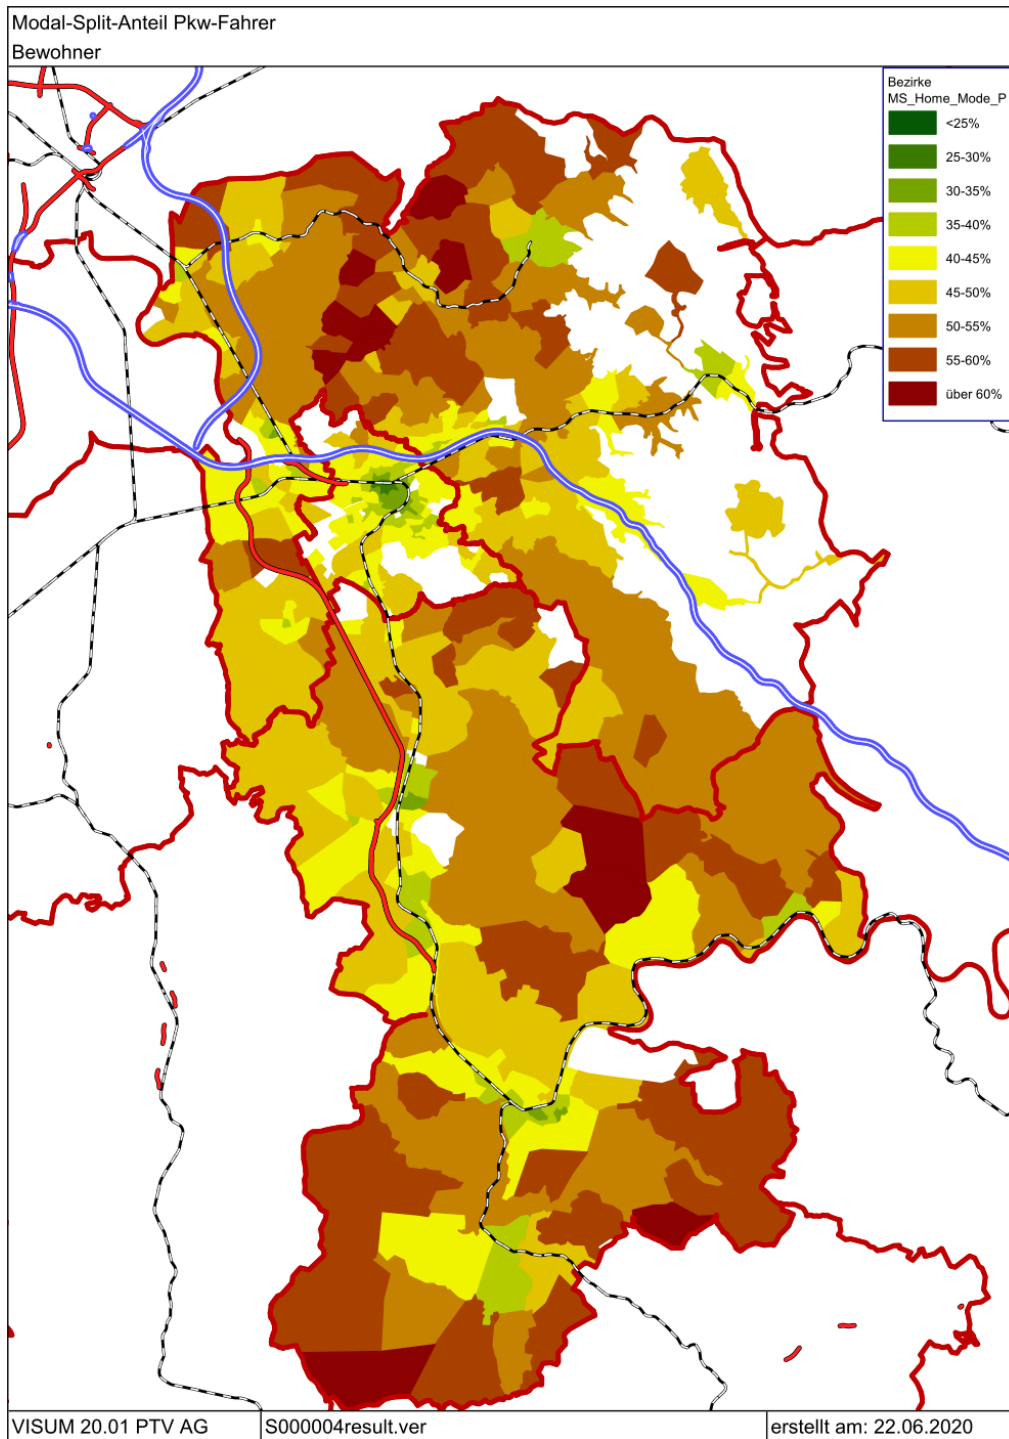 Modal-Split-Anteil Pkw-Fahrer
Bewohner
Bezirke
MS_Home_Mode_P
<25%
25-30%
30-35%
35-40%
40-45%
45-50%
50-55%
55-60%
über 60%
VISUM 20.01 PTV AG
S000004result.ver
erstellt am: 22.06.2020